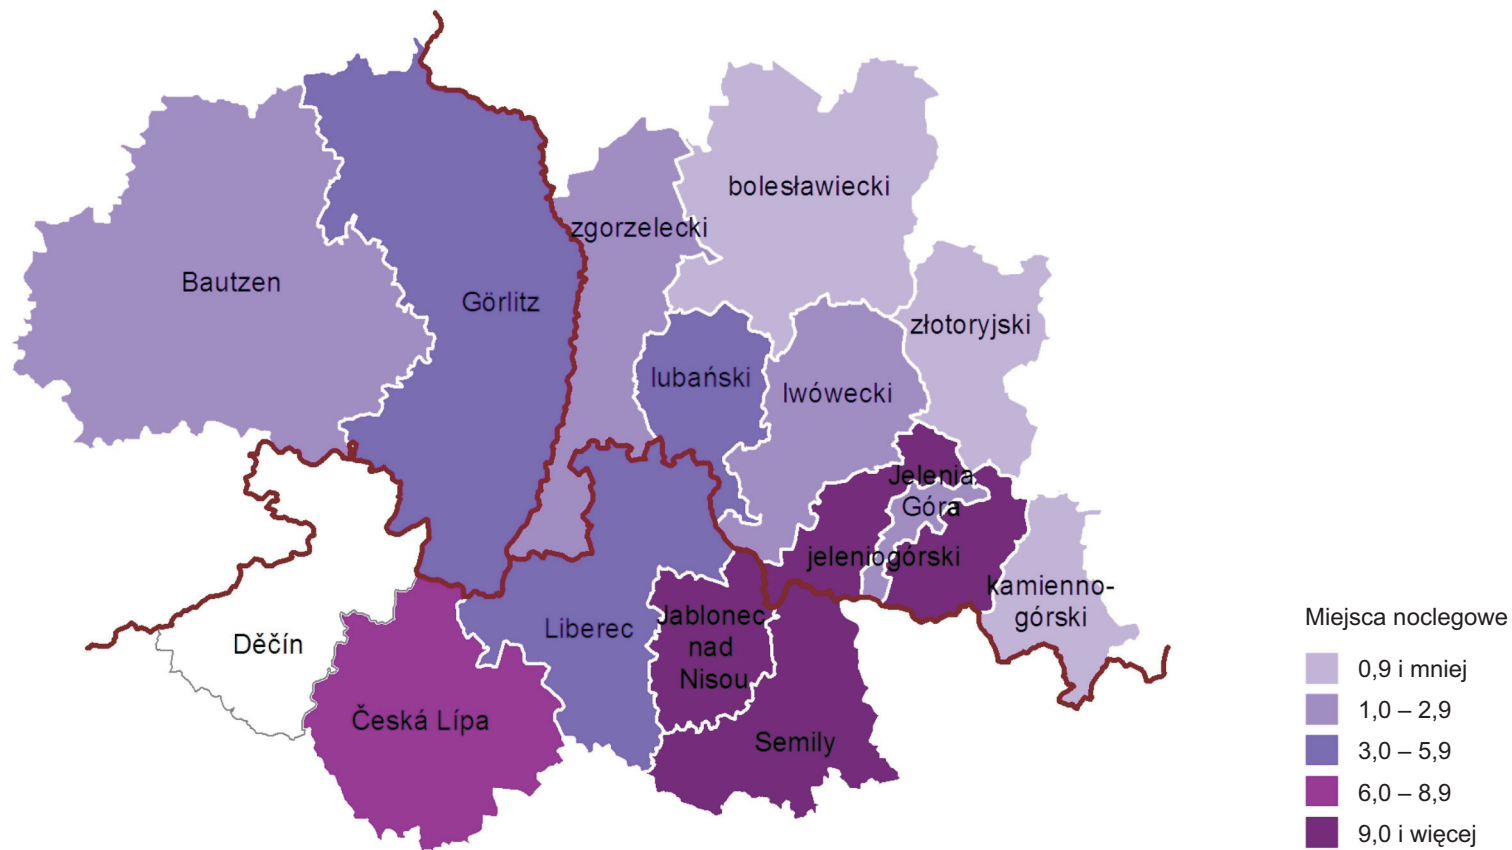 bolesławiecki
zgorzelecki
Bautzen
Görlitz
złotoryjski
lubański
lwówecki
Jelenia
Góra
jeleniogórski
kamienno-
górski
Jablonec
nad
Nisou
Liberec
Děčín
Česká Lípa
Semily
Miejsca noclegowe
0,9 i mniej
1,0 – 2,9
3,0 – 5,9
6,0 – 8,9
9,0 i więcej